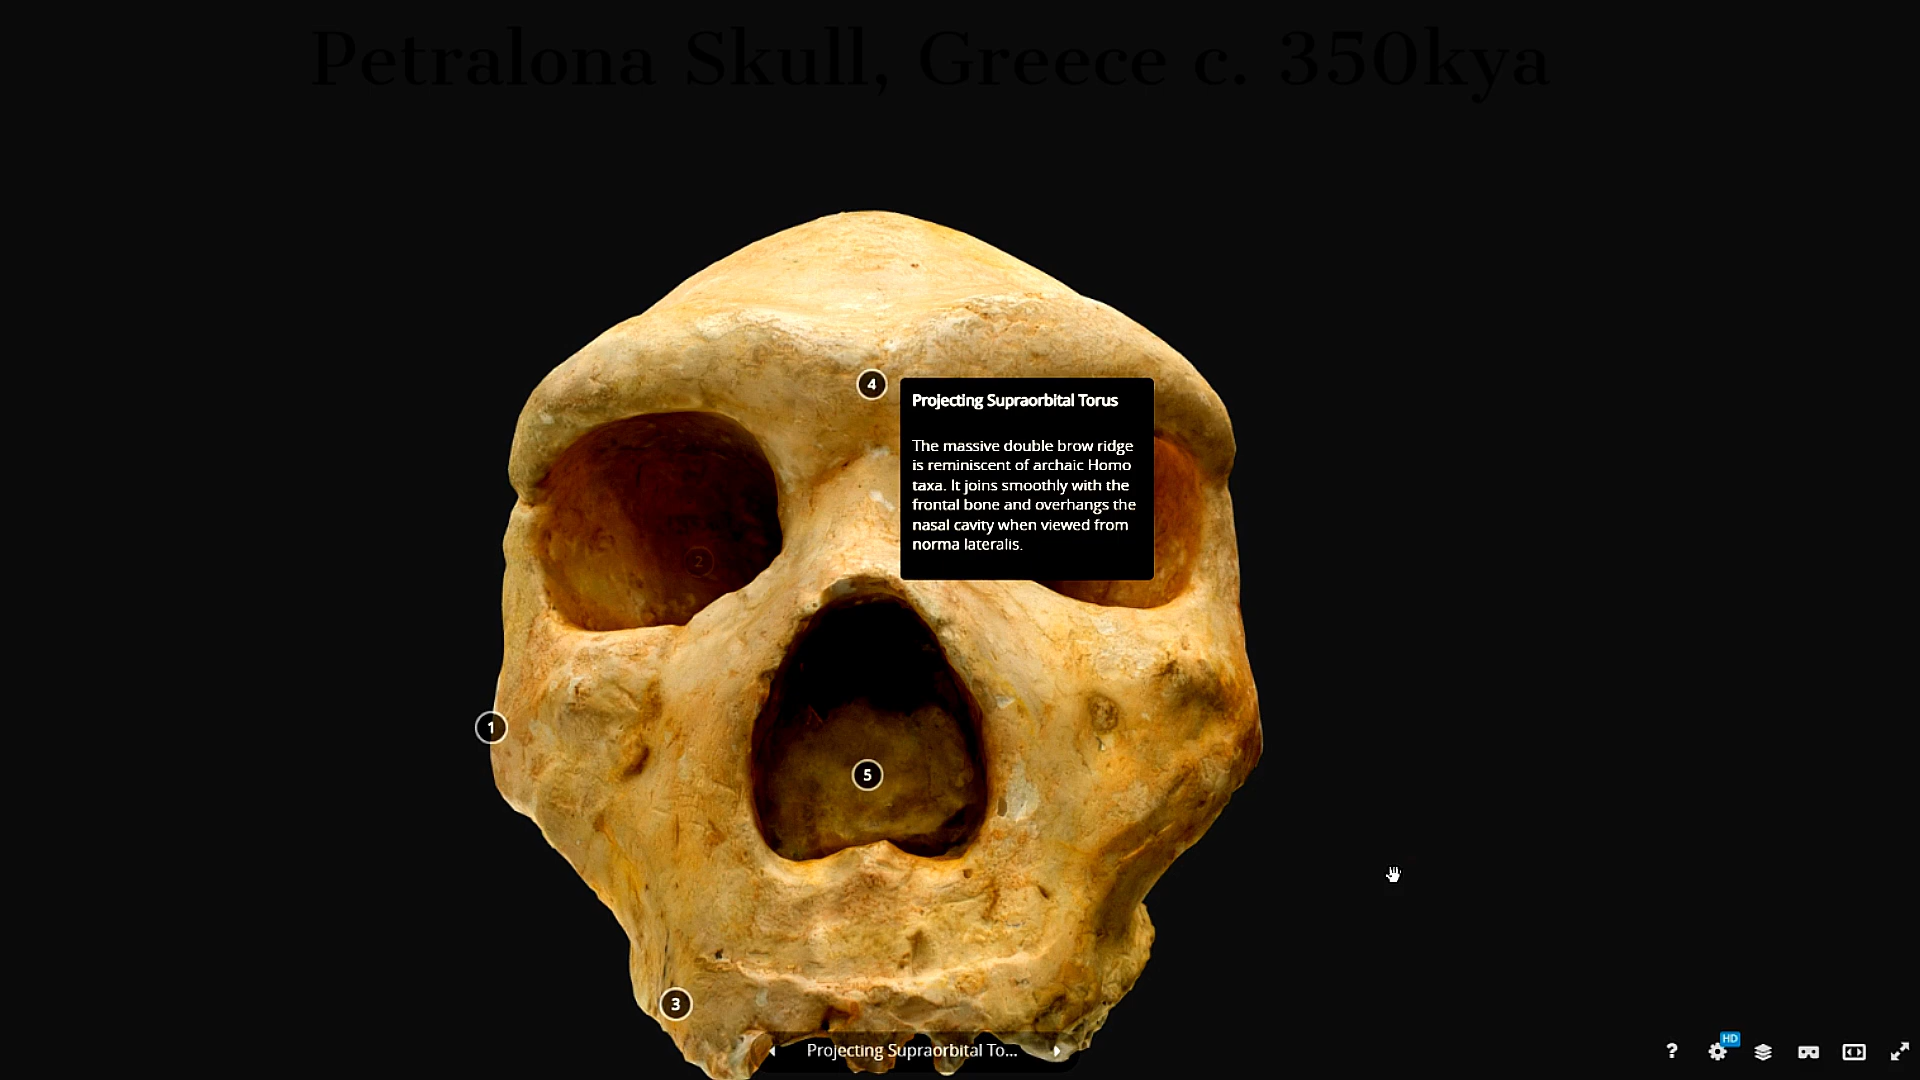 Petralona Skull, Greece c. 350kya
4
Projecting Supraorbital Torus
The massive double brow ridge
is reminiscent of archaic Homo
taxa. It joins smoothly with the
frontal bone and overhangs the
nasal cavity when viewed from
norma lateralis.
2
1
5
3
Projecting Supraorbital To...
?
HD